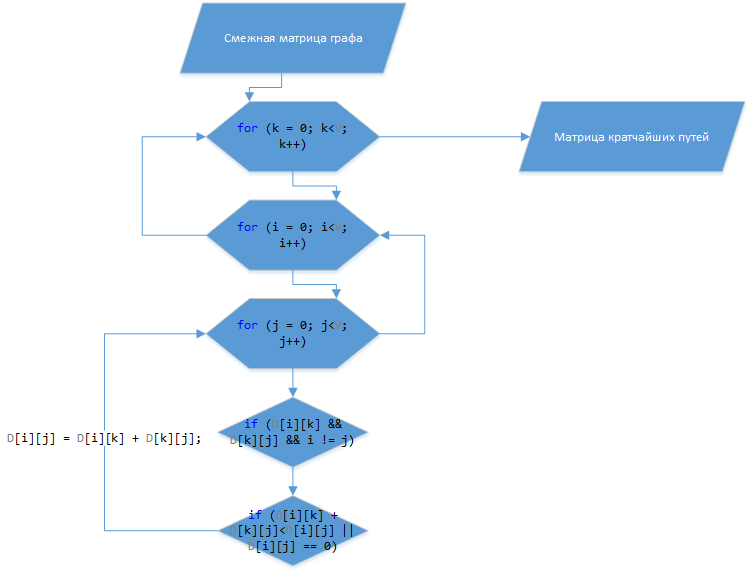 Смежная матрица графа
for (k = 0; k<V;
k++)
Матрица кратчайших путей
for (i = 0; i<V;
i++)
for (j = 0; j<V;
j++)
if (D[i][k] &&
D[k][j] && i != j)
D[i][j] = D[i][k] + D[k][j];
if (D[i][k] +
D[k][j]<D[i][j] ||
D[i][j] == 0)